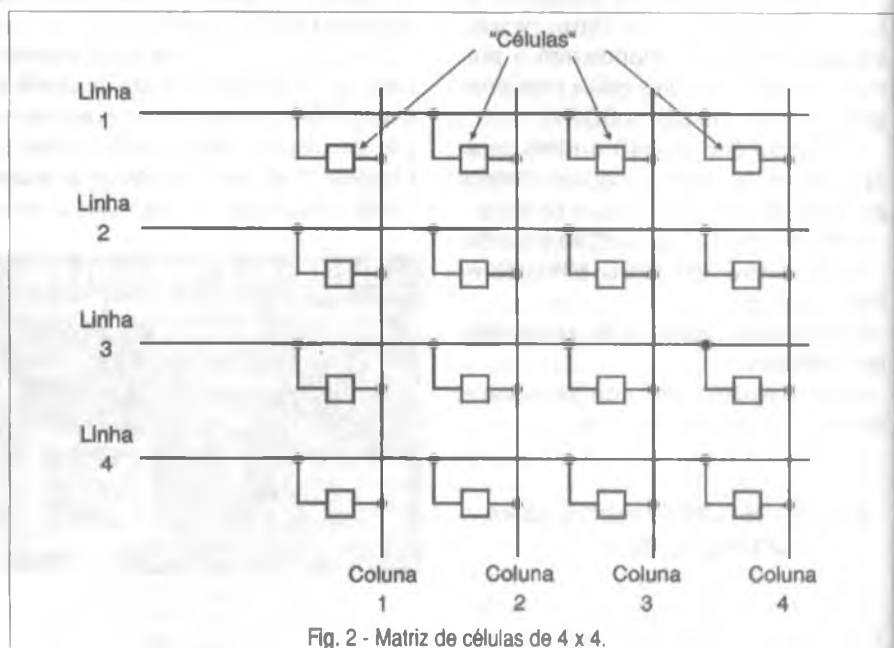 "Células"
Linha
1
Linha
2
Linha
3
Linha
4
Coluna
1
Coluna
2
Coluna
3
Coluna
4
Fig. 2 - Matriz de células de 4 x 4.